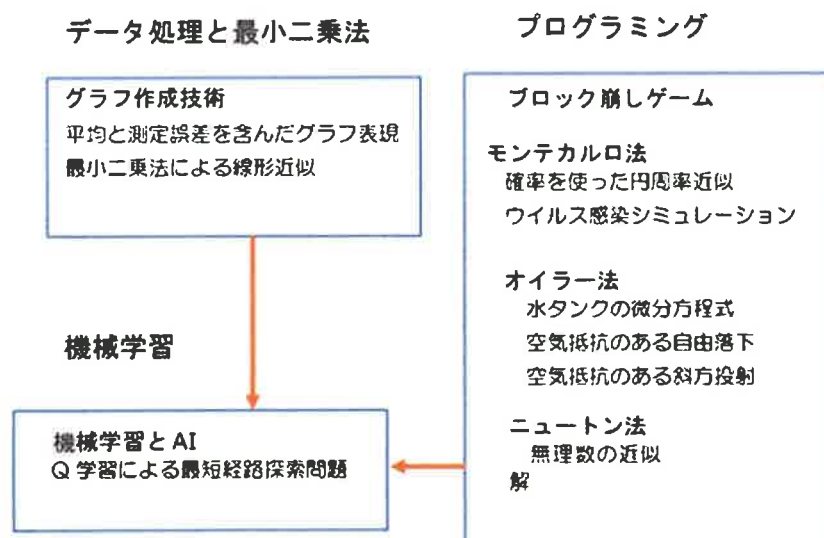 データ処理と最小二乗法
グラフ作成技術
平均と測定誤差を含んだグラフ表現
最小二乗法による線形近似
機械学習
機械学習とAI
Q学習による最短経路探索問題
プログラミング
ブロック崩しゲーム
モンテカルロ法
確率を使った円周率近似
ウイルス感染シミュレーション
オイラー法
水タンクの微分方程式
空気抵抗のある自由落下
空気抵抗のある斜方投射
ニュートン法
無理数の近似
解